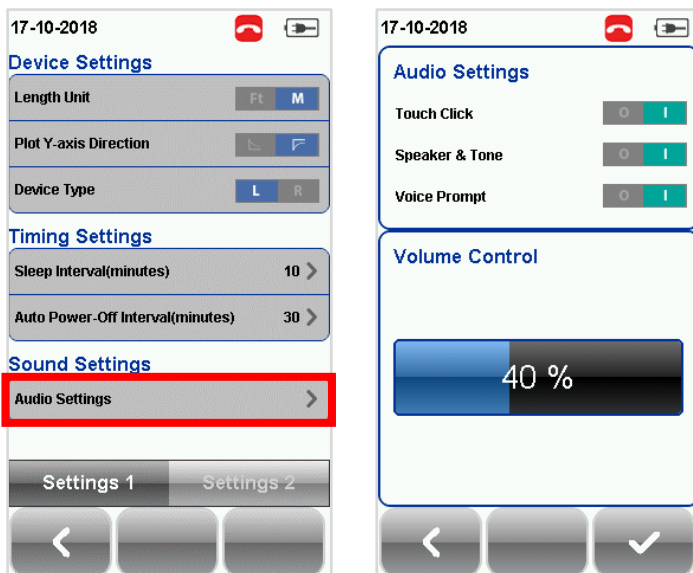 17-10-2018
Device Settings
Length Unit Ft M
Plot Y-axis Direction
Device Type L R
Timing Settings
Sleep Interval(minutes) 10
Auto Power-Off Interval(minutes) 30
Sound Settings
Audio Settings
Settings 1 Settings 2
17-10-2018
Audio Settings
Touch Click O I
Speaker & Tone O I
Voice Prompt O I
Volume Control
40 %